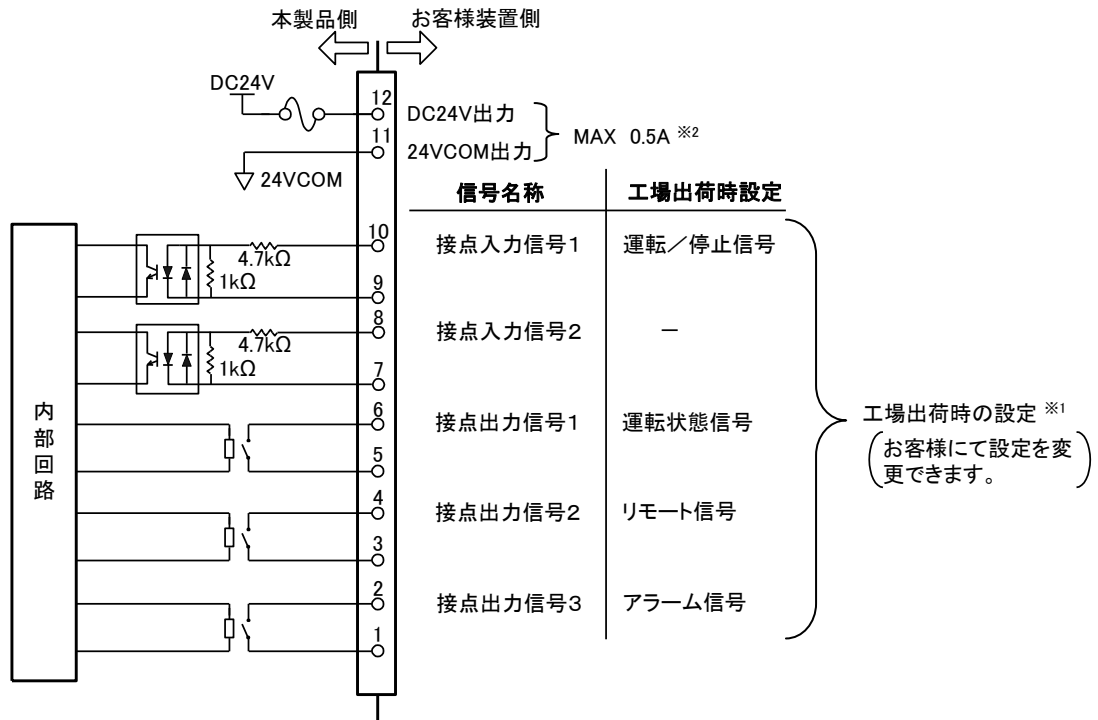 本製品側 お客様装置側
DC24V
12 DC24V出力
11 24VCOM出力
MAX 0.5A ※2
24VCOM
信号名称 工場出荷時設定
10 接点入力信号1 運転／停止信号
4.7kΩ
1kΩ
9
8 接点入力信号2 －
4.7kΩ
1kΩ
7
内部回路
6 接点出力信号1 運転状態信号
5
工場出荷時の設定 ※1
(お客様にて設定を変
更できます。)
4 接点出力信号2 リモート信号
3
2 接点出力信号3 アラーム信号
1